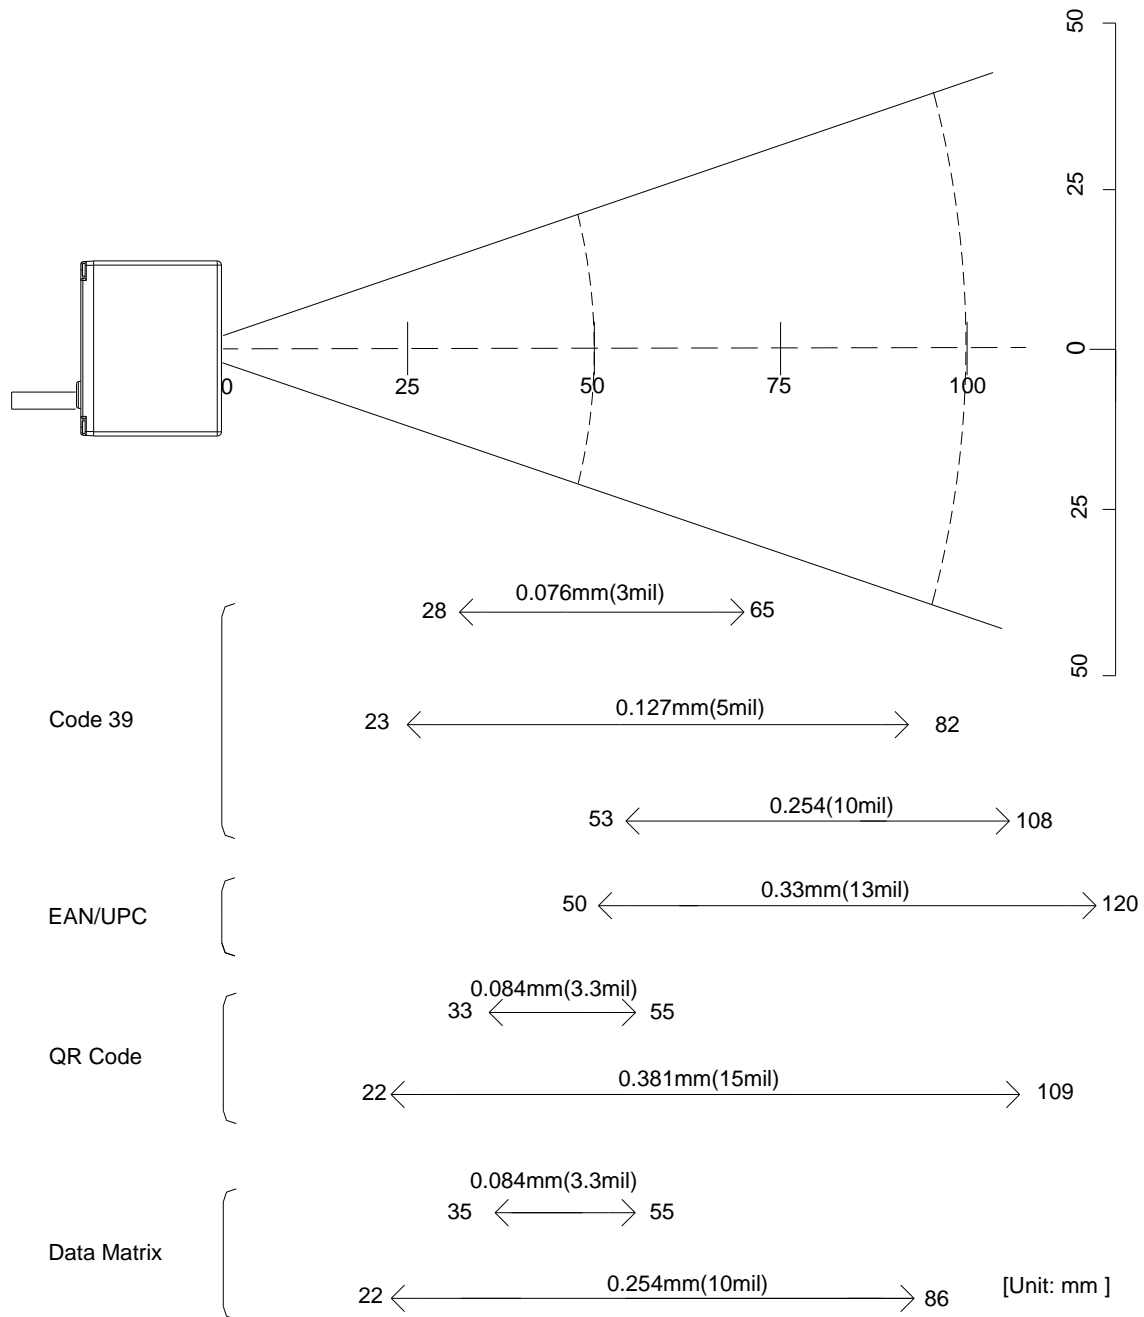 50
25
0
25
50
0 25 50 75 100
0.076mm(3mil)
28 65
Code 39
0.127mm(5mil)
23 82
0.254(10mil)
53 108
EAN/UPC
0.33mm(13mil)
50 120
QR Code
0.084mm(3.3mil)
33 55
0.381mm(15mil)
22 109
Data Matrix
0.084mm(3.3mil)
35 55
0.254mm(10mil)
22 86
[Unit: mm ]